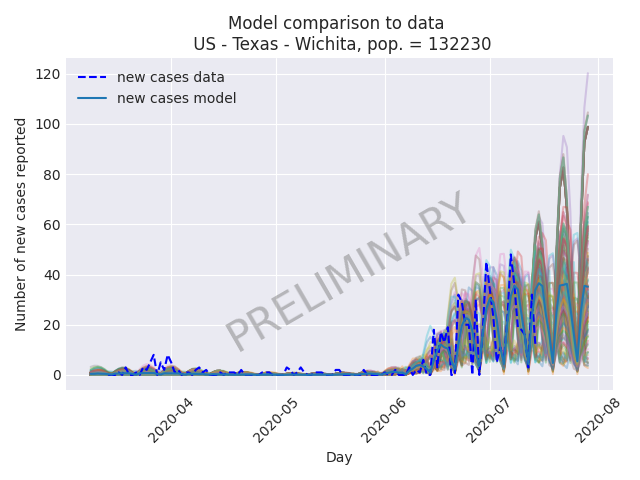 Model comparison to data
US - Texas - Wichita, pop. = 132230
new cases data
new cases model
Number of new cases reported
120
100
80
60
40
20
0
PRELIMINARY
2020-04
2020-05
2020-06
2020-07
2020-08
Day